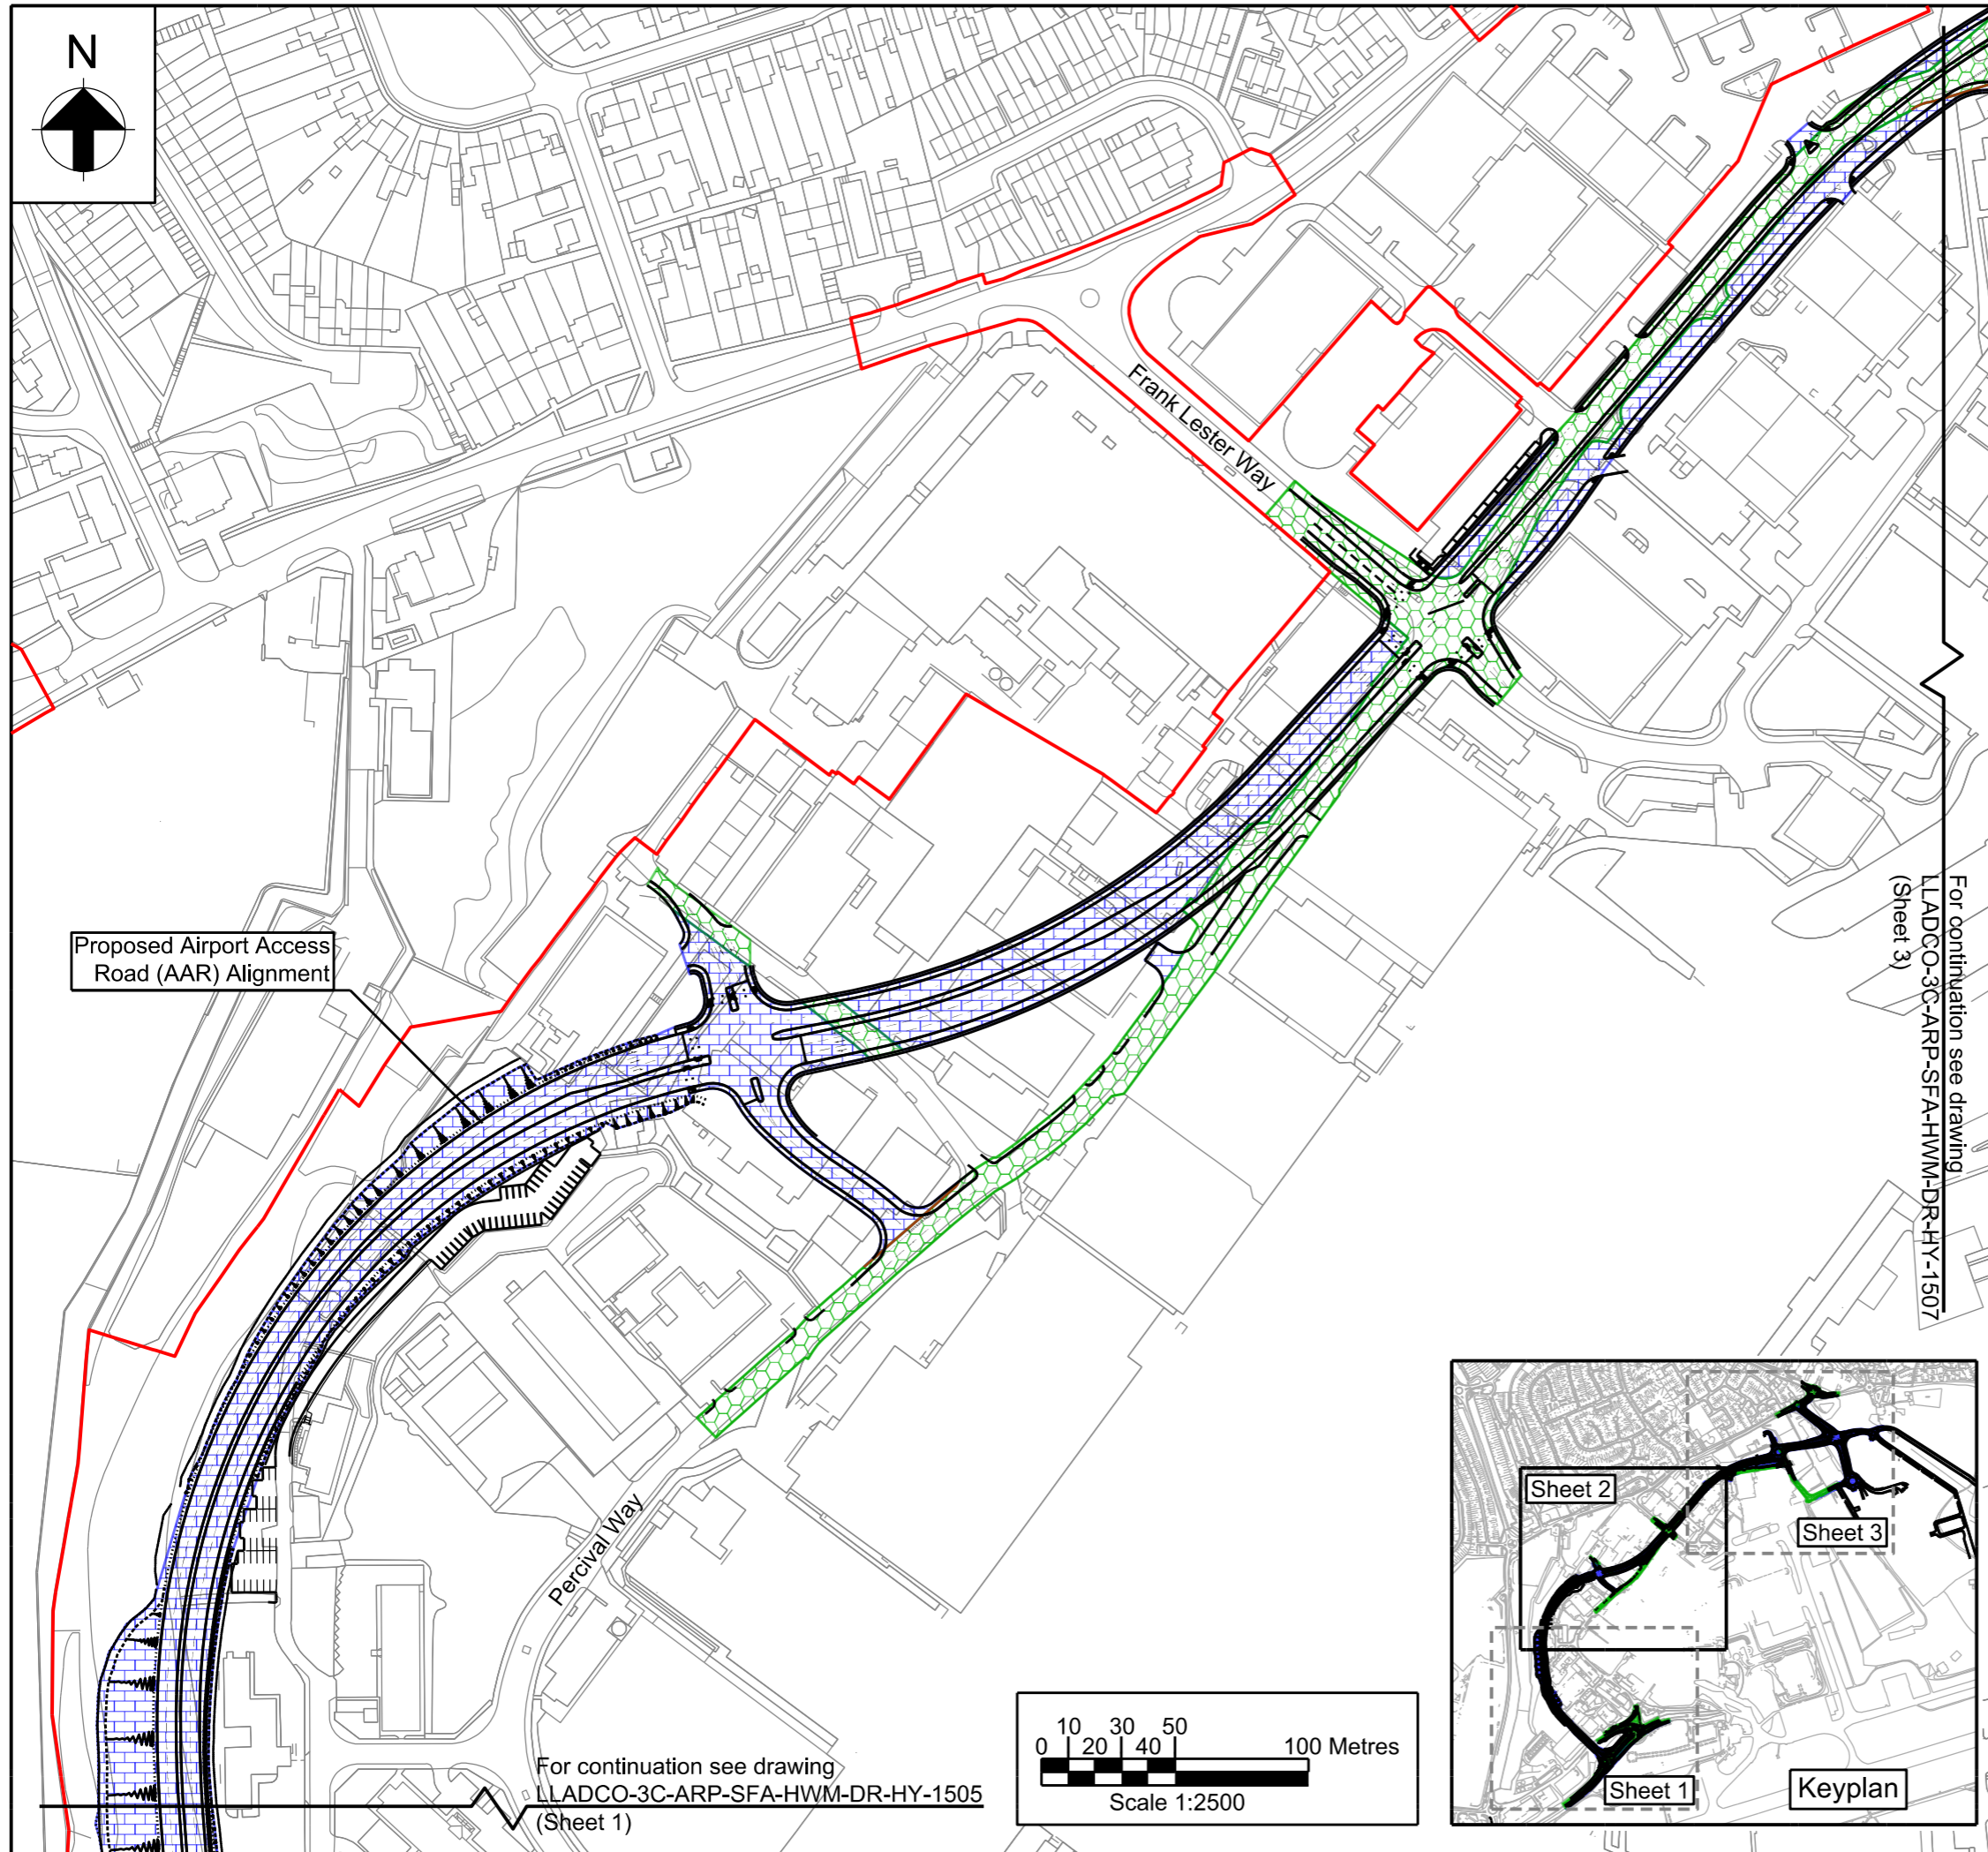 N
Frank Lester Way
Proposed Airport Access
Road (AAR) Alignment
For continuation see drawing
LLADCO-3C-ARP-SFA-HWM-DR-HY-1507
(Sheet 3)
Percival Way
For continuation see drawing
LLADCO-3C-ARP-SFA-HWM-DR-HY-1505
(Sheet 1)
10 30 50
0 20 40 100 Metres
Scale 1:2500
Sheet 2
Sheet 3
Sheet 1
Keyplan